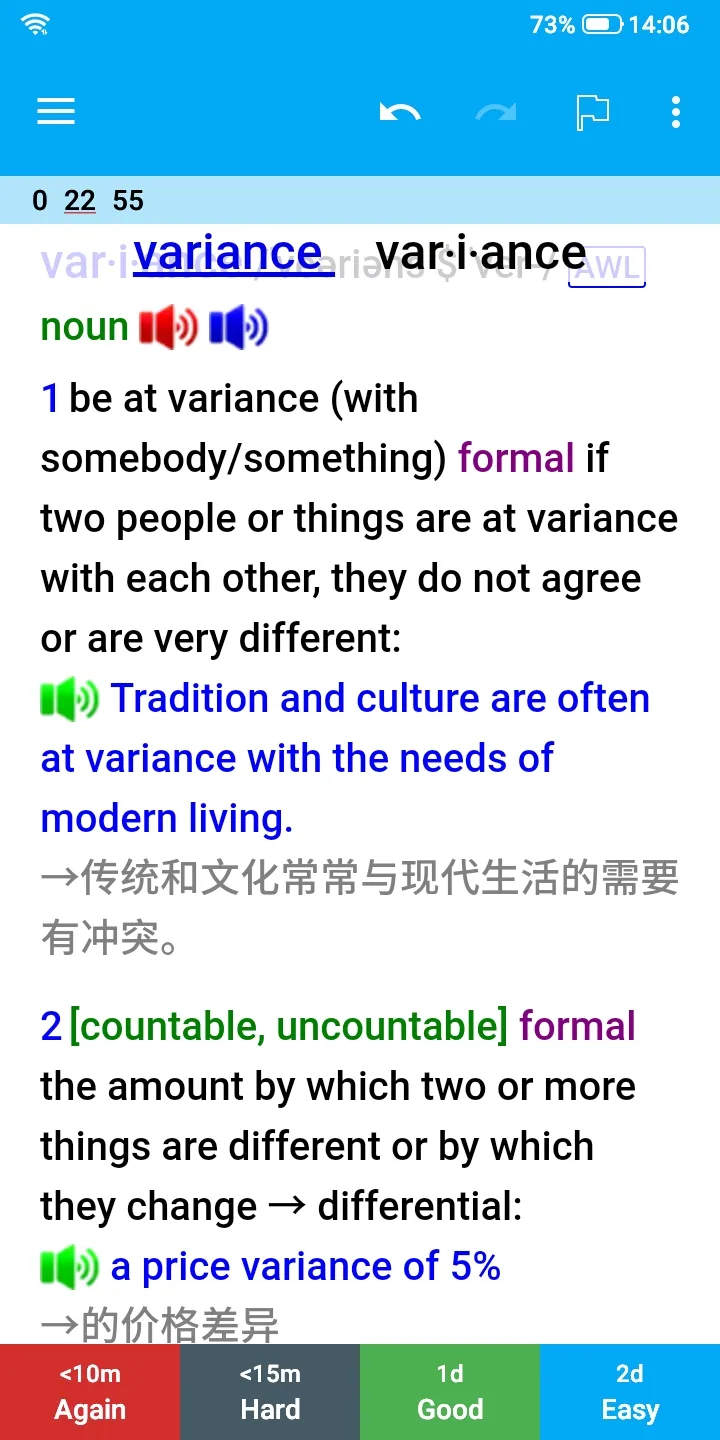 73% 14:06
0 22 55
variance var·i·ance
AWL
noun
1 be at variance (with
somebody/something) formal if
two people or things are at variance
with each other, they do not agree
or are very different:
Tradition and culture are often
at variance with the needs of
modern living.
→传统和文化常常与现代生活的需要
有冲突。
2 [countable, uncountable] formal
the amount by which two or more
things are different or by which
they change → differential:
a price variance of 5%
→的价格差异
<10m <15m 1d 2d
Again Hard Good Easy